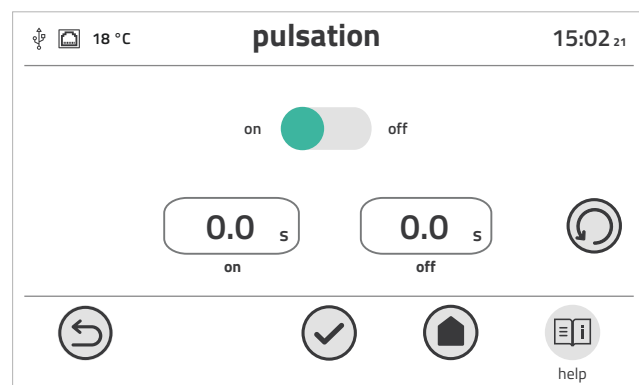 18 °C pulsation 15:02 21
on off
0.0 s 0.0 s
on off
i
help